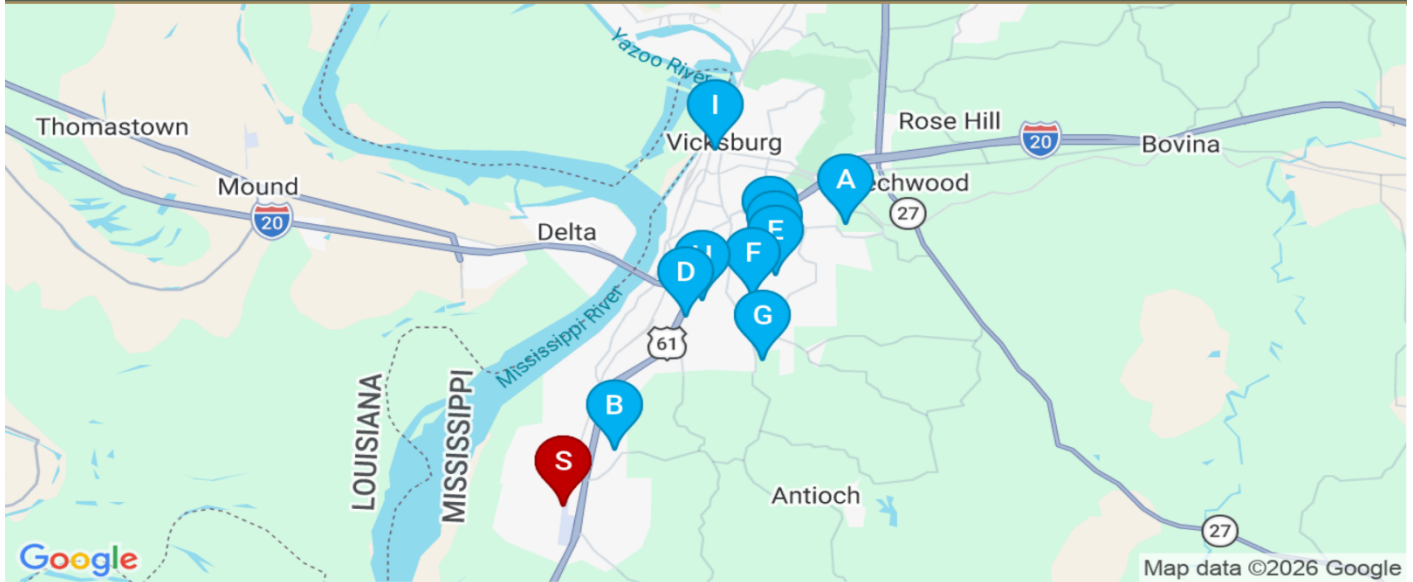 Yazoo River
I
Vicksburg
Thomastown
Rose Hill
20
Bovina
Mound
20
A
echwood
27
Delta
E
F
D
G
Mississippi River
61
LOUISIANA
MISSISSIPPI
B
S
Antioch
27
Google
Map data ©2026 Google